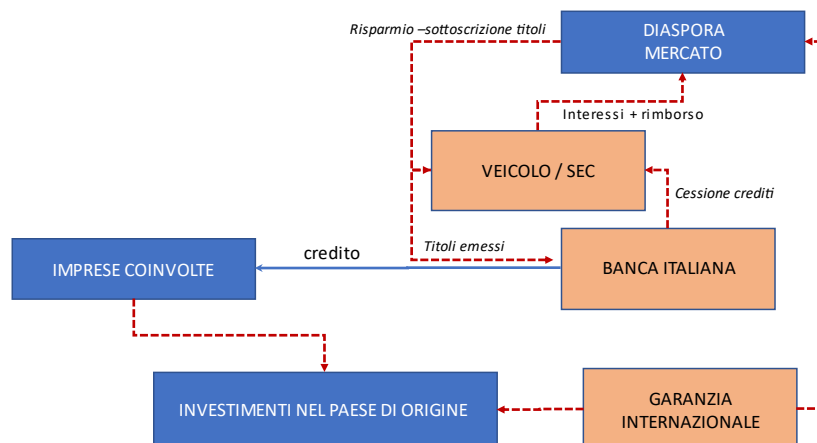 Risparmio –sottoscrizione titoli
DIASPORA
MERCATO
Interessi + rimborso
VEICOLO / SEC
Cessione crediti
credito
Titoli emessi
IMPRESE COINVOLTE
BANCA ITALIANA
INVESTIMENTI NEL PAESE DI ORIGINE
GARANZIA
INTERNAZIONALE